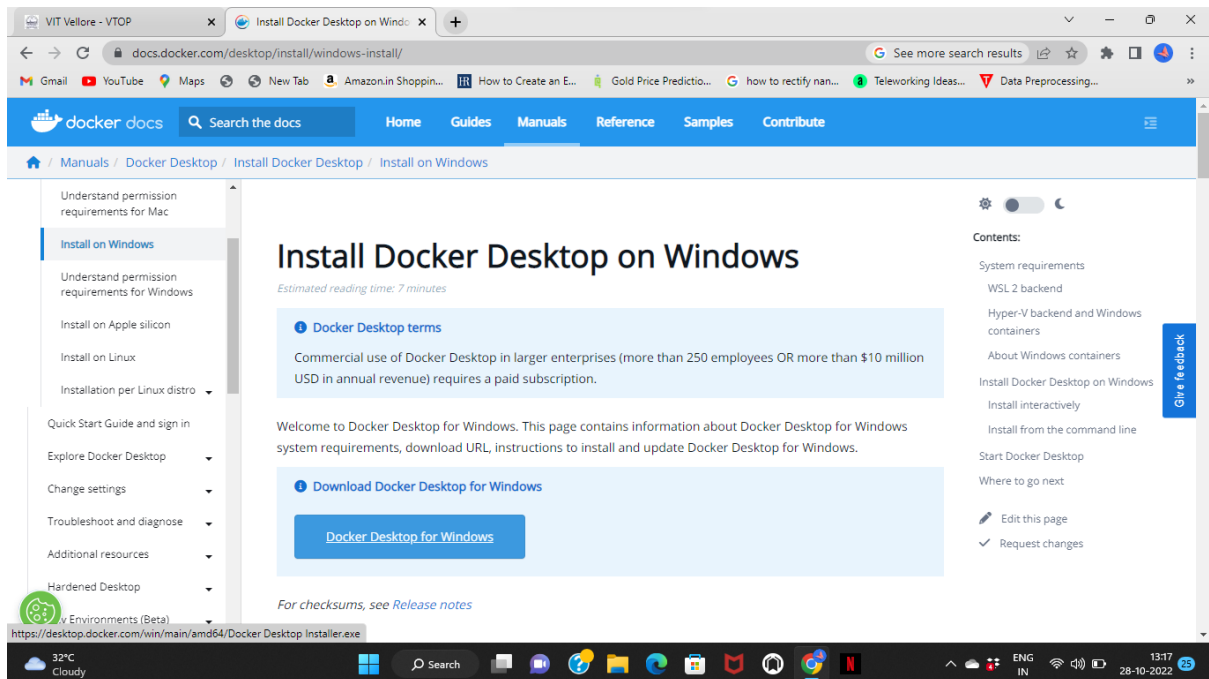 VIT Vellore - VTOP
Install Docker Desktop on Windo
docs.docker.com/desktop/install/windows-install/
See more search results
Gmail YouTube Maps New Tab Amazon.in Shoppin... How to Create an E... Gold Price Predictio... how to rectify nan... Teleworking Ideas... Data Preprocessing... »
docker docs Search the docs Home Guides Manuals Reference Samples Contribute
/ Manuals / Docker Desktop / Install Docker Desktop / Install on Windows
Understand permission
requirements for Mac
Install on Windows
Understand permission
requirements for Windows
Install on Apple silicon
Install on Linux
Installation per Linux distro
Quick Start Guide and sign in
Explore Docker Desktop
Change settings
Troubleshoot and diagnose
Additional resources
Hardened Desktop
Environments (Beta)
Install Docker Desktop on Windows
Estimated reading time: 7 minutes
Docker Desktop terms
Commercial use of Docker Desktop in larger enterprises (more than 250 employees OR more than $10 million
USD in annual revenue) requires a paid subscription.
Welcome to Docker Desktop for Windows. This page contains information about Docker Desktop for Windows
system requirements, download URL, instructions to install and update Docker Desktop for Windows.
Download Docker Desktop for Windows
Docker Desktop for Windows
For checksums, see Release notes
Contents:
System requirements
WSL 2 backend
Hyper-V backend and Windows
containers
About Windows containers
Install Docker Desktop on Windows
Install interactively
Install from the command line
Start Docker Desktop
Where to go next
Edit this page
Request changes
Give feedback
https://desktop.docker.com/win/main/amd64/Docker Desktop Installer.exe
32°C
Cloudy
Search
ENG
IN
13:17
28-10-2022
25